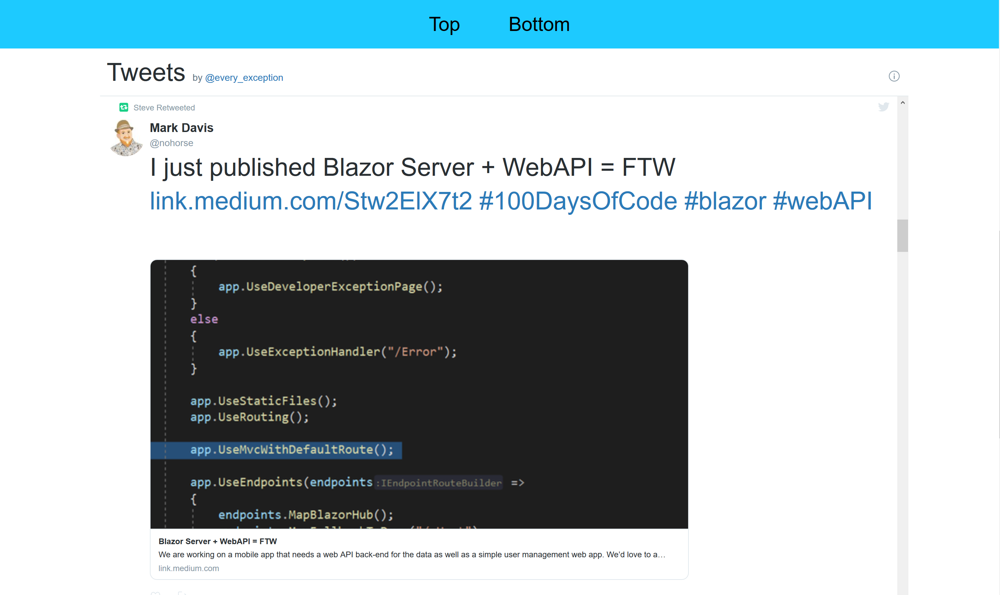 Top Bottom
Tweets by @every_exception
Steve Retweeted
Mark Davis
@nohorse
I just published Blazor Server + WebAPI = FTW
link.medium.com/Stw2ElX7t2 #100DaysOfCode #blazor #webAPI
{
app.UseDeveloperExceptionPage();
}
else
{
app.UseExceptionHandler("/Error");
}
app.UseStaticFiles();
app.UseRouting();
app.UseMvcWithDefaultRoute();
app.UseEndpoints(endpoints:IEndpointRouteBuilder =>
{
endpoints.MapBlazorHub();
Blazor Server + WebAPI = FTW
We are working on a mobile app that needs a web API back-end for the data as well as a simple user management web app. We’d love to a…
link.medium.com